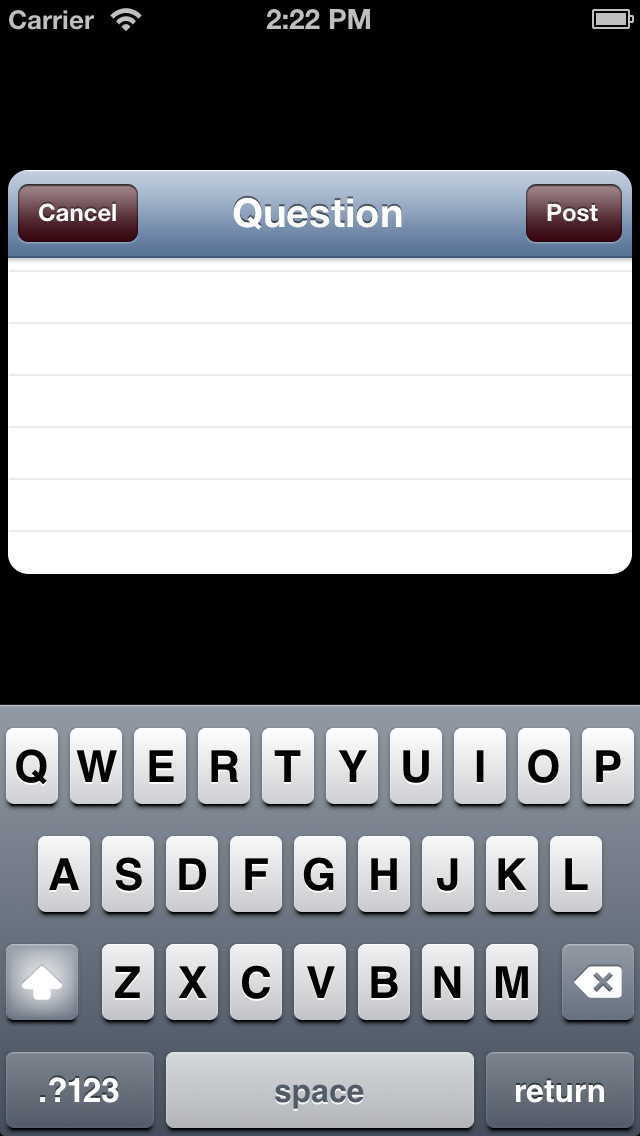 Carrier 2:22 PM
Cancel Question Post
Q W E R T Y U I O P
A S D F G H J K L
Z X C V B N M
.?123 space return